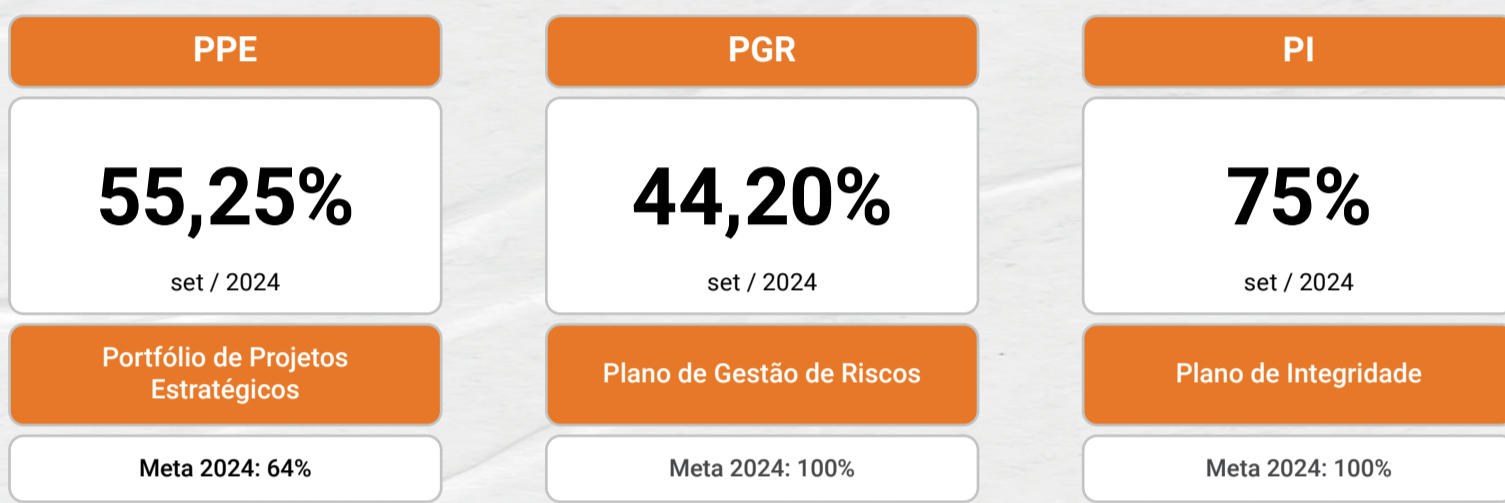 PPE
55,25%
set / 2024
Portfólio de Projetos
Estratégicos
Meta 2024: 64%
PGR
44,20%
set / 2024
Plano de Gestão de Riscos
Meta 2024: 100%
PI
75%
set / 2024
Plano de Integridade
Meta 2024: 100%